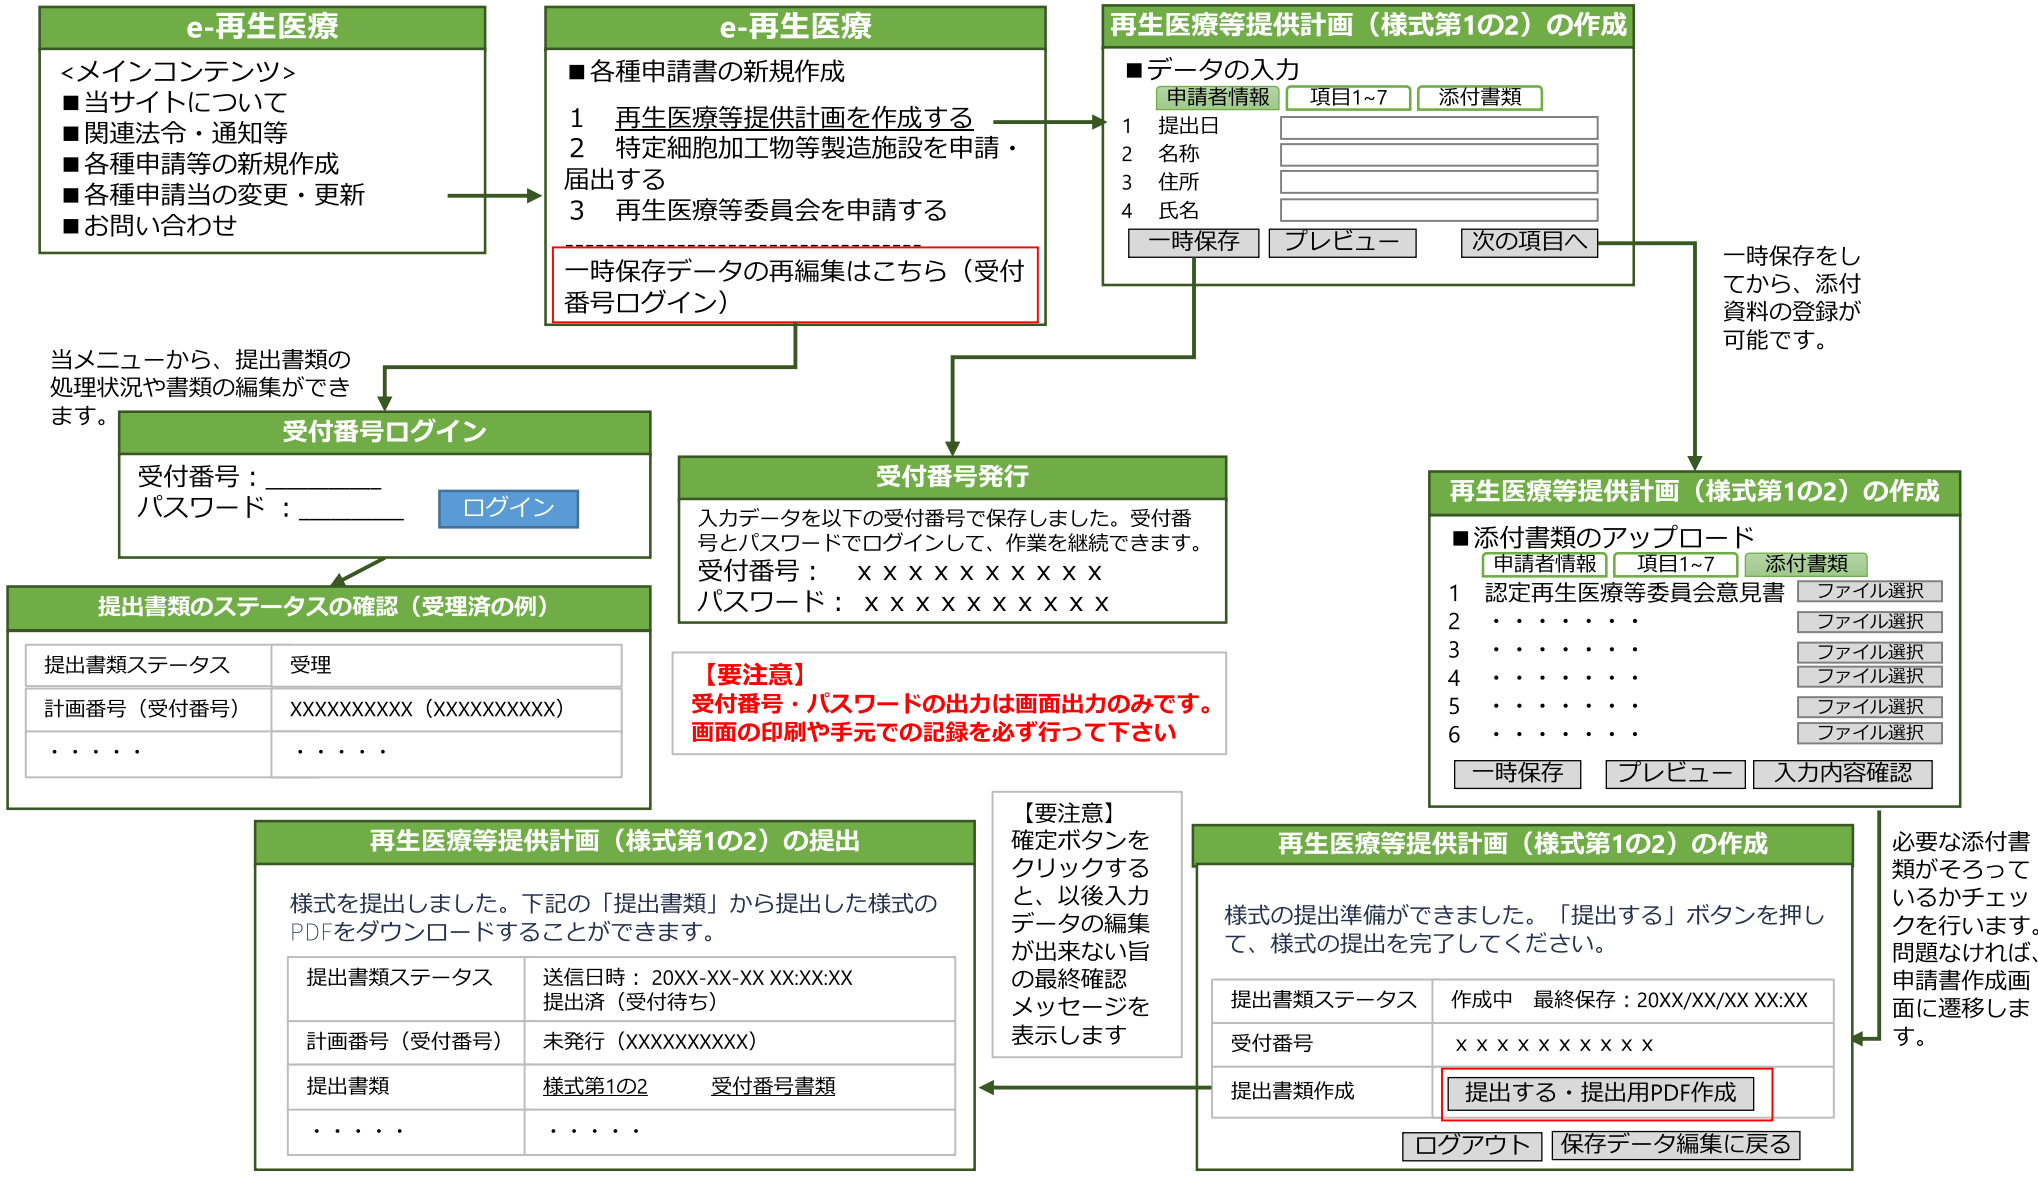 e-再生医療
<メインコンテンツ>
■当サイトについて
■関連法令・通知等
■各種申請等の新規作成
■各種申請当の変更・更新
■お問い合わせ
e-再生医療
■各種申請書の新規作成
1　再生医療等提供計画を作成する
2　特定細胞加工物等製造施設を申請・
届出する
3　再生医療等委員会を申請する
-----------------------------------
一時保存データの再編集はこちら（受付
番号ログイン）
再生医療等提供計画（様式第1の2）の作成
■データの入力
申請者情報　項目1~7　添付書類
1　提出日
2　名称
3　住所
4　氏名
一時保存　プレビュー　次の項目へ
一時保存をし
てから、添付
資料の登録が
可能です。
当メニューから、提出書類の
処理状況や書類の編集ができ
ます。
受付番号ログイン
受付番号：_________
パスワード ：________
ログイン
受付番号発行
入力データを以下の受付番号で保存しました。受付番
号とパスワードでログインして、作業を継続できます。
受付番号：　ｘｘｘｘｘｘｘｘｘｘ
パスワード：ｘｘｘｘｘｘｘｘｘｘ
再生医療等提供計画（様式第1の2）の作成
■添付書類のアップロード
申請者情報　項目1~7　添付書類
1　認定再生医療等委員会意見書　ファイル選択
2　・・・・・・・　ファイル選択
3　・・・・・・・　ファイル選択
4　・・・・・・・　ファイル選択
5　・・・・・・・　ファイル選択
6　・・・・・・・　ファイル選択
一時保存　プレビュー　入力内容確認
提出書類のステータスの確認（受理済の例）
提出書類ステータス　受理
計画番号（受付番号）　XXXXXXXXXX（XXXXXXXXXX）
・・・・・　・・・・・
【要注意】
受付番号・パスワードの出力は画面出力のみです。
画面の印刷や手元での記録を必ず行って下さい
再生医療等提供計画（様式第1の2）の提出
様式を提出しました。下記の「提出書類」から提出した様式の
PDFをダウンロードすることができます。
提出書類ステータス　送信日時： 20XX-XX-XX XX:XX:XX
提出済（受付待ち）
計画番号（受付番号）　未発行（XXXXXXXXXX）
提出書類　様式第1の2　受付番号書類
・・・・・　・・・・・
【要注意】
確定ボタンを
クリックする
と、以後入力
データの編集
が出来ない旨
の最終確認
メッセージを
表示します
再生医療等提供計画（様式第1の2）の作成
様式の提出準備ができました。「提出する」ボタンを押し
て、様式の提出を完了してください。
提出書類ステータス　作成中　最終保存：20XX/XX/XX XX:XX
受付番号　ｘｘｘｘｘｘｘｘｘｘ
提出書類作成　提出する・提出用PDF作成
ログアウト　保存データ編集に戻る
必要な添付書
類がそろって
いるかチェッ
クを行います。
問題なければ、
申請書作成画
面に遷移しま
す。